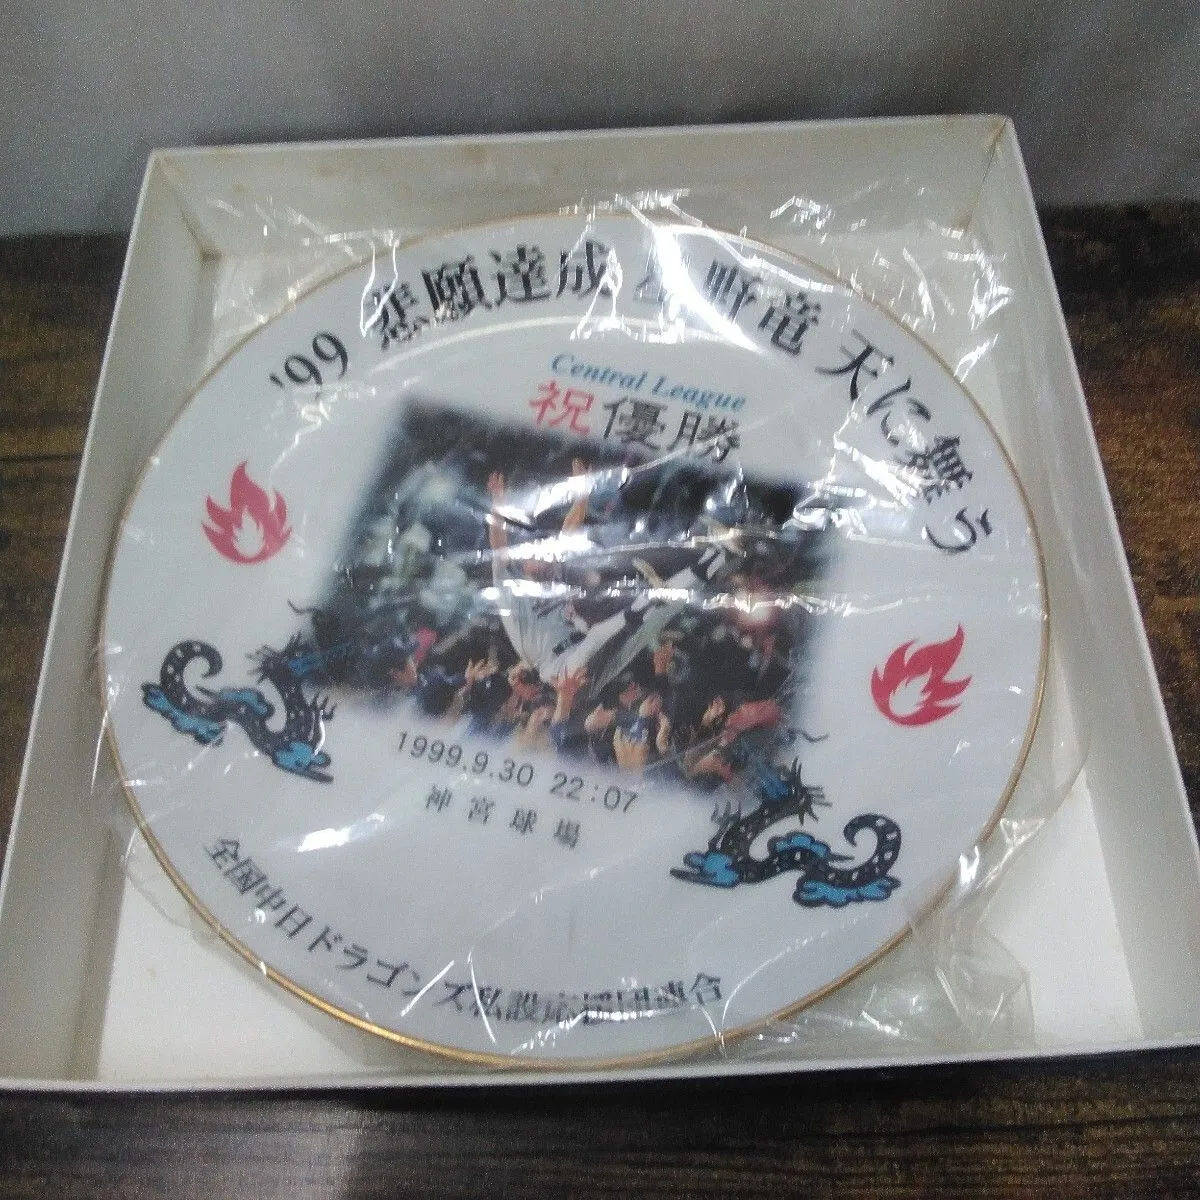 '99 悲願達成 星野竜 天に舞う
Central League
祝優勝
1999.9.30 22:07
神宮球場
全国中日ドラゴンズ私設応援団連合